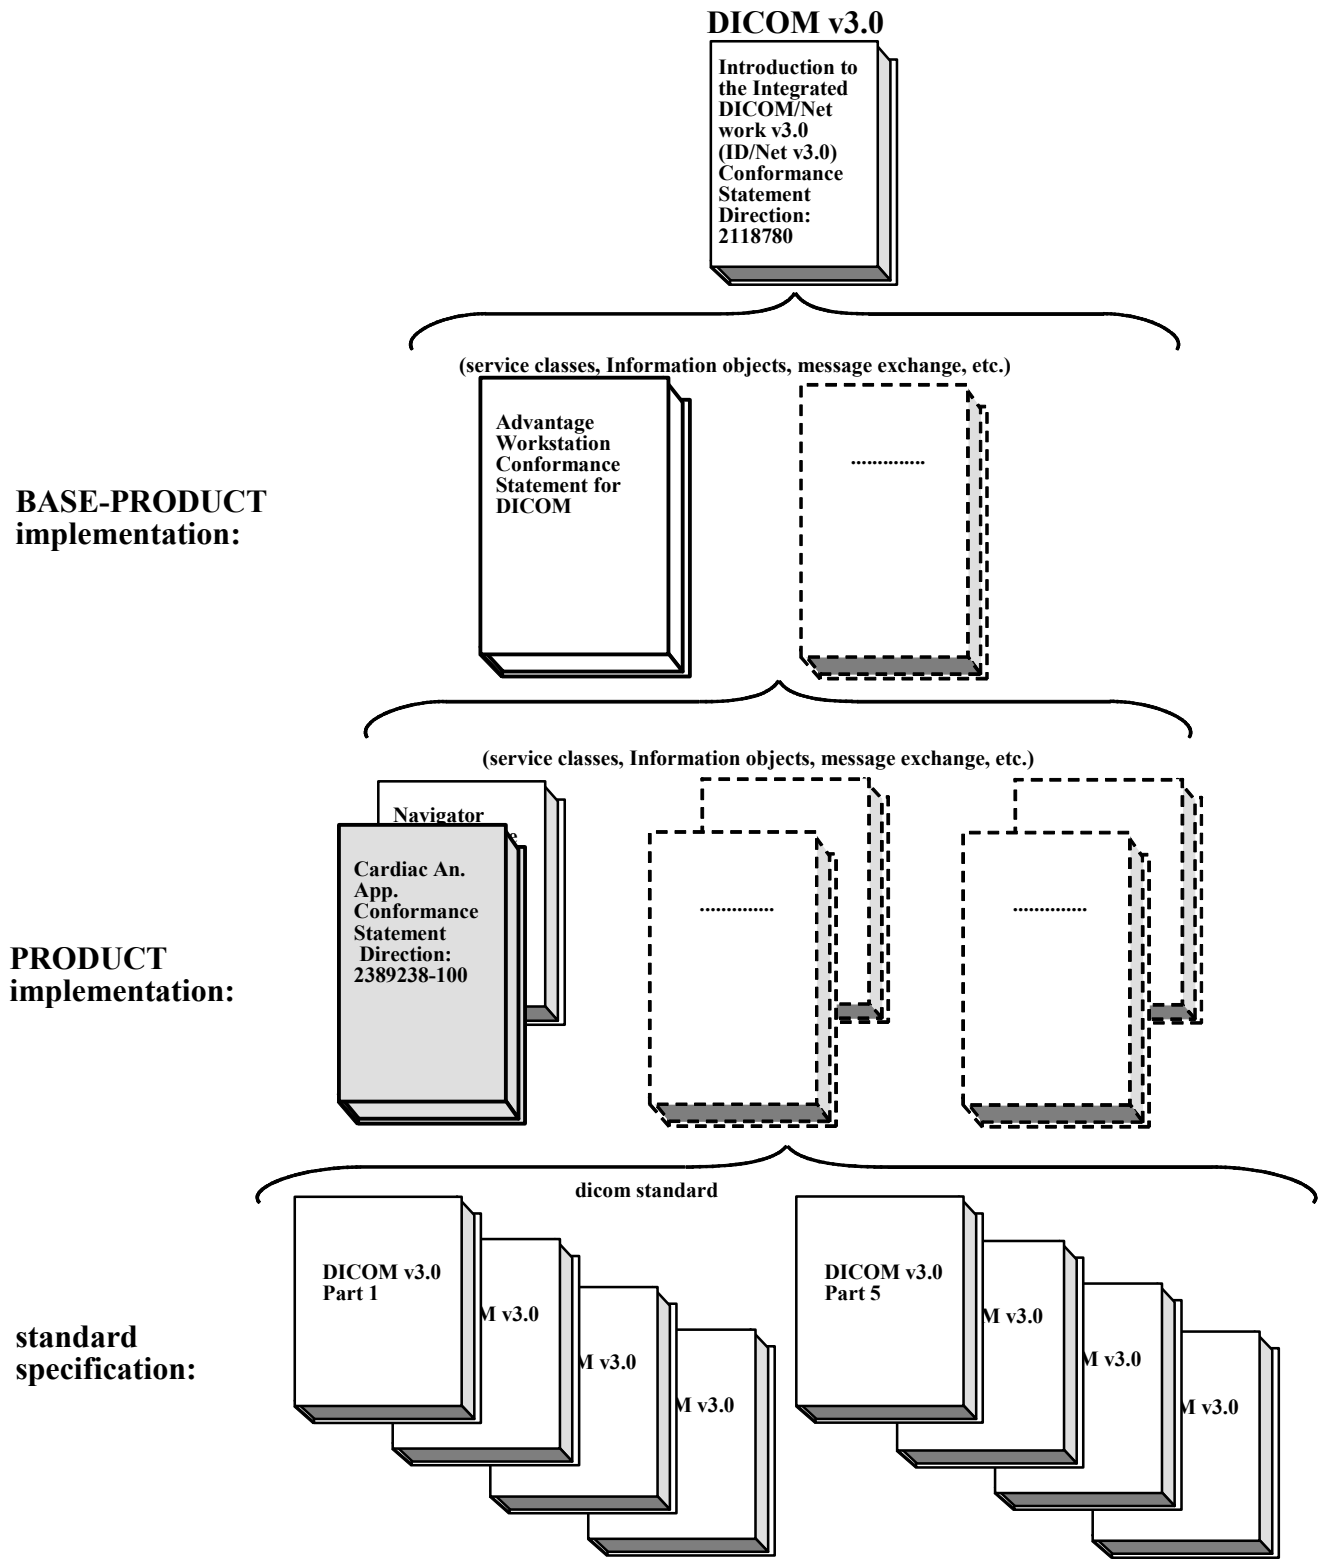 DICOM v3.0
Introduction to
the Integrated
DICOM/Net
work v3.0
(ID/Net v3.0)
Conformance
Statement
Direction:
2118780
(service classes, Information objects, message exchange, etc.)
BASE-PRODUCT
implementation:
Advantage
Workstation
Conformance
Statement for
DICOM
..............
(service classes, Information objects, message exchange, etc.)
PRODUCT
implementation:
Navigator
Cardiac An.
App.
Conformance
Statement
Direction:
2389238-100
..............
..............
dicom standard
standard
specification:
DICOM v3.0
Part 1
M v3.0
M v3.0
M v3.0
DICOM v3.0
Part 5
M v3.0
M v3.0
M v3.0